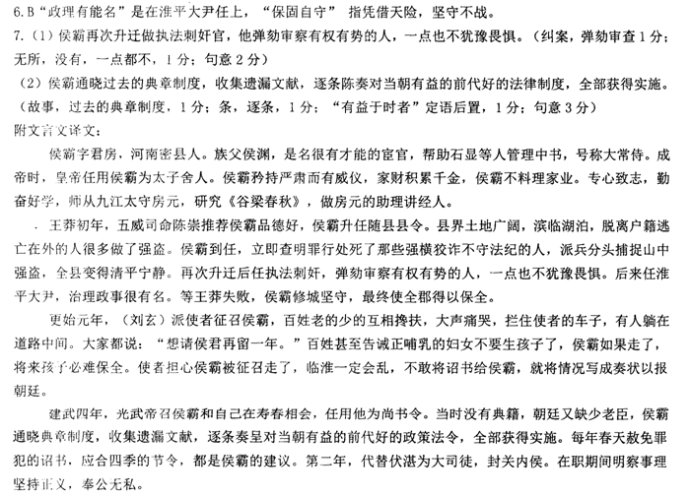 6.B“政理有能名”是在淮平大尹任上，“保固自守” 指凭借天险，坚守不战。
7.（1）侯霸再次升迁做执法刺奸官，他弹劾审察有权有势的人，一点也不犹豫畏惧。（纠案，弹劾审查1分；
无所，没有，一点都不，1分；句意2分）
（2）侯霸通晓过去的典章制度，收集遗漏文献，逐条陈奏对当朝有益的前代好的法律制度，全部获得实施。
（故事，过去的典章制度，1分；条，逐条，1分；“有益于时者”定语后置，1分；句意3分）
附文言文译文：
侯霸字君房，河南密县人。族父侯渊，是名很有才能的宦官，帮助石显等人管理中书，号称大常侍。成
帝时，皇帝任用侯霸为太子舍人。侯霸矜持严肃而有威仪，家财积累千金，侯霸不料理家业。专心致志，勤
奋好学，师从九江太守房元，研究《谷梁春秋》，做房元的助理讲经人。
王莽初年，五威司命陈崇推荐侯霸品德好，侯霸升任随县县令。县界土地广阔，滨临湖泊，脱离户籍逃
亡在外的人很多做了强盗。侯霸到任，立即查明罪行处死了那些强横狡诈不守法纪的人，派兵分头捕捉山中
强盗，全县变得清平宁静。再次升迁后任执法刺奸，弹劾审察有权有势的人，一点也不犹豫畏惧。后来任淮
平大尹，治理政事很有名。等王莽失败，侯霸修城坚守，最终使全郡得以保全。
更始元年，（刘玄）派使者征召侯霸，百姓老的少的互相搀扶，大声痛哭，拦住使者的车子，有人躺在
道路中间。大家都说：“想请侯君再留一年。”百姓甚至告诫正哺乳的妇女不要生孩子了，侯霸如果走了，
将来孩子必难保全。使者担心侯霸被征召走了，临淮一定会乱，不敢将诏书给侯霸，就将情况写成奏状以报
朝廷。
建武四年，光武帝召侯霸和自己在寿春相会，任用他为尚书令。当时没有典籍，朝廷又缺少老臣，侯霸
通晓典章制度，收集遗漏文献，逐条奏呈对当朝有益的前代好的政策法令，全部获得实施。每年春天赦免罪
犯的诏书，应合四季的节令，都是侯霸的建议。第二年，代替伏湛为大司徒，封关内侯。在职期间明察事理
坚持正义，奉公无私。